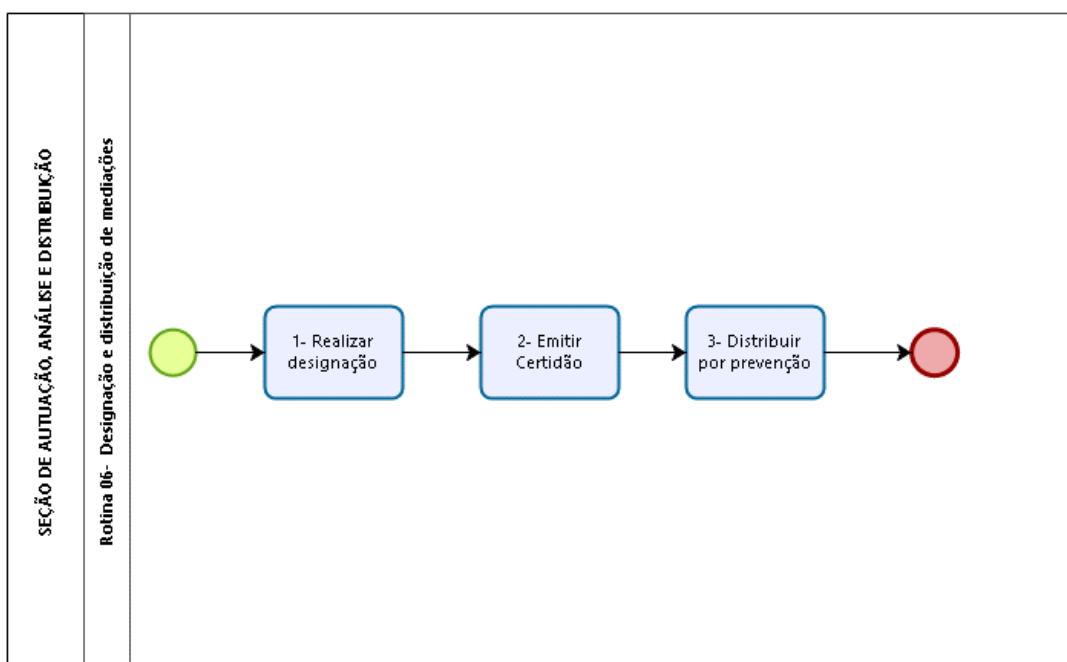 SEÇÃO DE AUTUAÇÃO, ANÁLISE E DISTRIBUIÇÃO
Rotina 06- Designação e distribuição de mediações
1- Realizar
designação
2- Emitir
Certidão
3- Distribuir
por prevenção